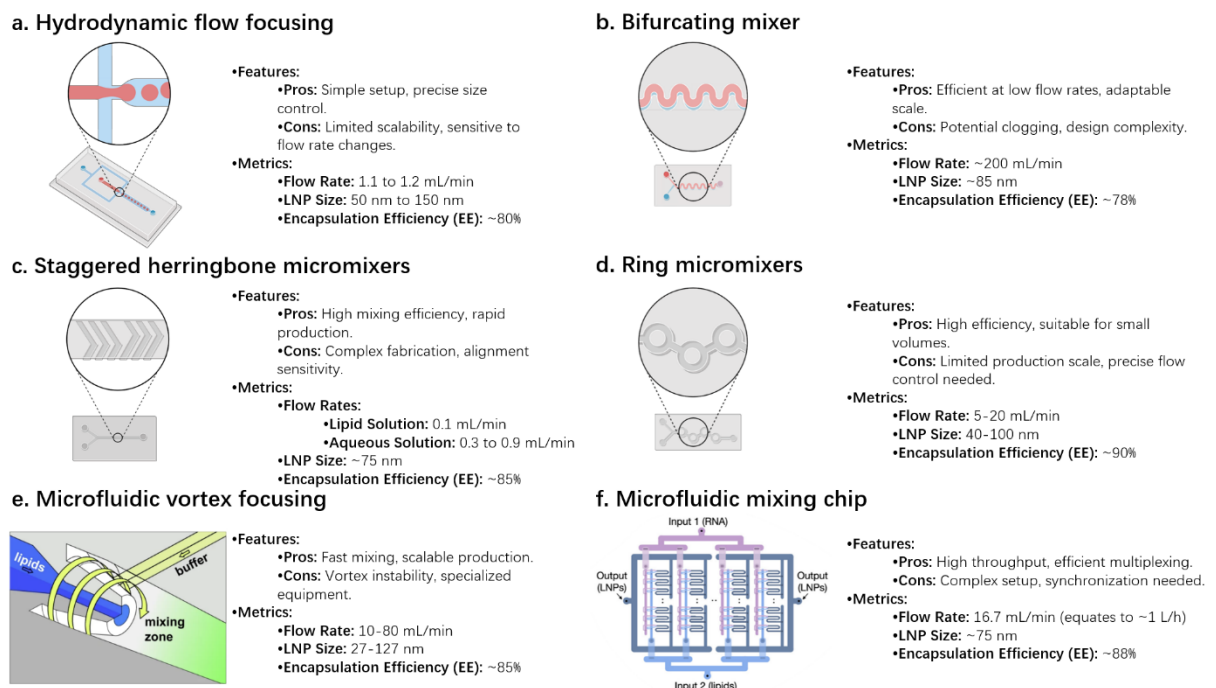 a. Hydrodynamic flow focusing
•Features:
•Pros: Simple setup, precise size
control.
•Cons: Limited scalability, sensitive to
flow rate changes.
•Metrics:
•Flow Rate: 1.1 to 1.2 mL/min
•LNP Size: 50 nm to 150 nm
•Encapsulation Efficiency (EE): ~80%
b. Bifurcating mixer
•Features:
•Pros: Efficient at low flow rates, adaptable
scale.
•Cons: Potential clogging, design complexity.
•Metrics:
•Flow Rate: ~200 mL/min
•LNP Size: ~85 nm
•Encapsulation Efficiency (EE): ~78%
c. Staggered herringbone micromixers
•Features:
•Pros: High mixing efficiency, rapid
production.
•Cons: Complex fabrication, alignment
sensitivity.
•Metrics:
•Flow Rates:
•Lipid Solution: 0.1 mL/min
•Aqueous Solution: 0.3 to 0.9 mL/min
•LNP Size: ~75 nm
•Encapsulation Efficiency (EE): ~85%
d. Ring micromixers
•Features:
•Pros: High efficiency, suitable for small
volumes.
•Cons: Limited production scale, precise flow
control needed.
•Metrics:
•Flow Rate: 5-20 mL/min
•LNP Size: 40-100 nm
•Encapsulation Efficiency (EE): ~90%
e. Microfluidic vortex focusing
lipids
buffer
mixing
zone
•Features:
•Pros: Fast mixing, scalable production.
•Cons: Vortex instability, specialized
equipment.
•Metrics:
•Flow Rate: 10-80 mL/min
•LNP Size: 27-127 nm
•Encapsulation Efficiency (EE): ~85%
f. Microfluidic mixing chip
Input 1 (RNA)
Output
(LNPs)
Output
(LNPs)
Input 2 (lipids)
•Features:
•Pros: High throughput, efficient multiplexing.
•Cons: Complex setup, synchronization needed.
•Metrics:
•Flow Rate: 16.7 mL/min (equates to ~1 L/h)
•LNP Size: ~75 nm
•Encapsulation Efficiency (EE): ~88%